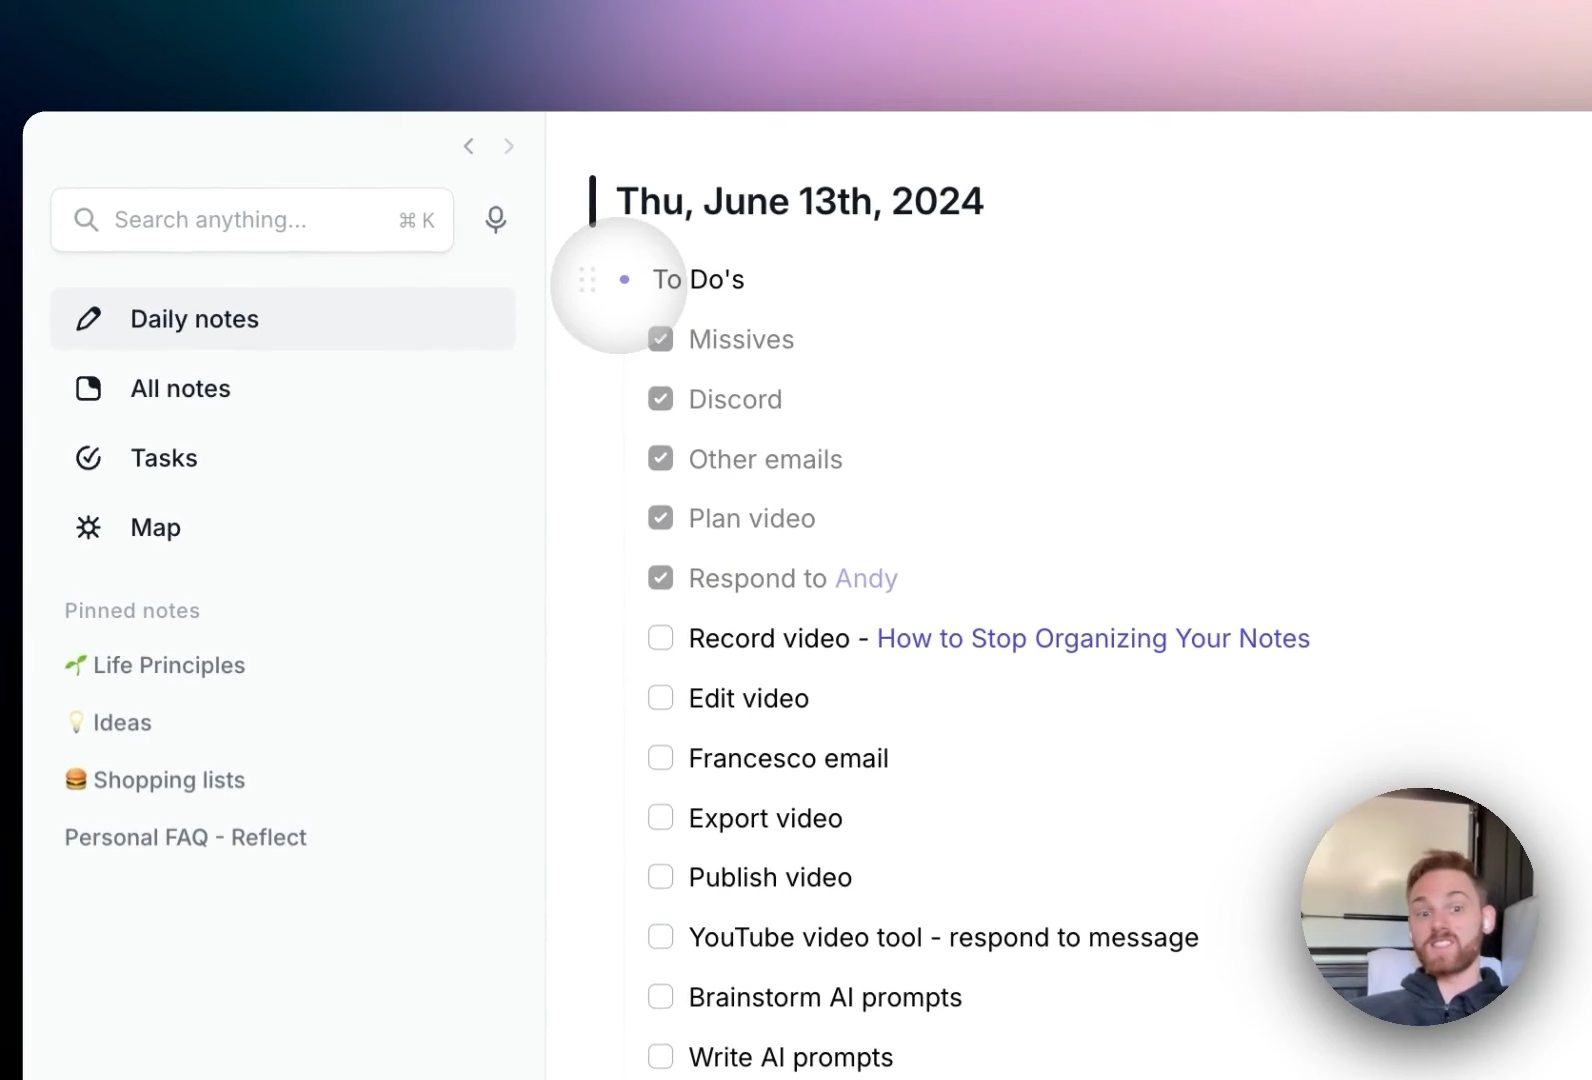 Search anything...
⌘ K
Daily notes
All notes
Tasks
Map
Pinned notes
🌱 Life Principles
💡 Ideas
🍔 Shopping lists
Personal FAQ - Reflect
Thu, June 13th, 2024
To Do's
Missives
Discord
Other emails
Plan video
Respond to Andy
Record video - How to Stop Organizing Your Notes
Edit video
Francesco email
Export video
Publish video
YouTube video tool - respond to message
Brainstorm AI prompts
Write AI prompts